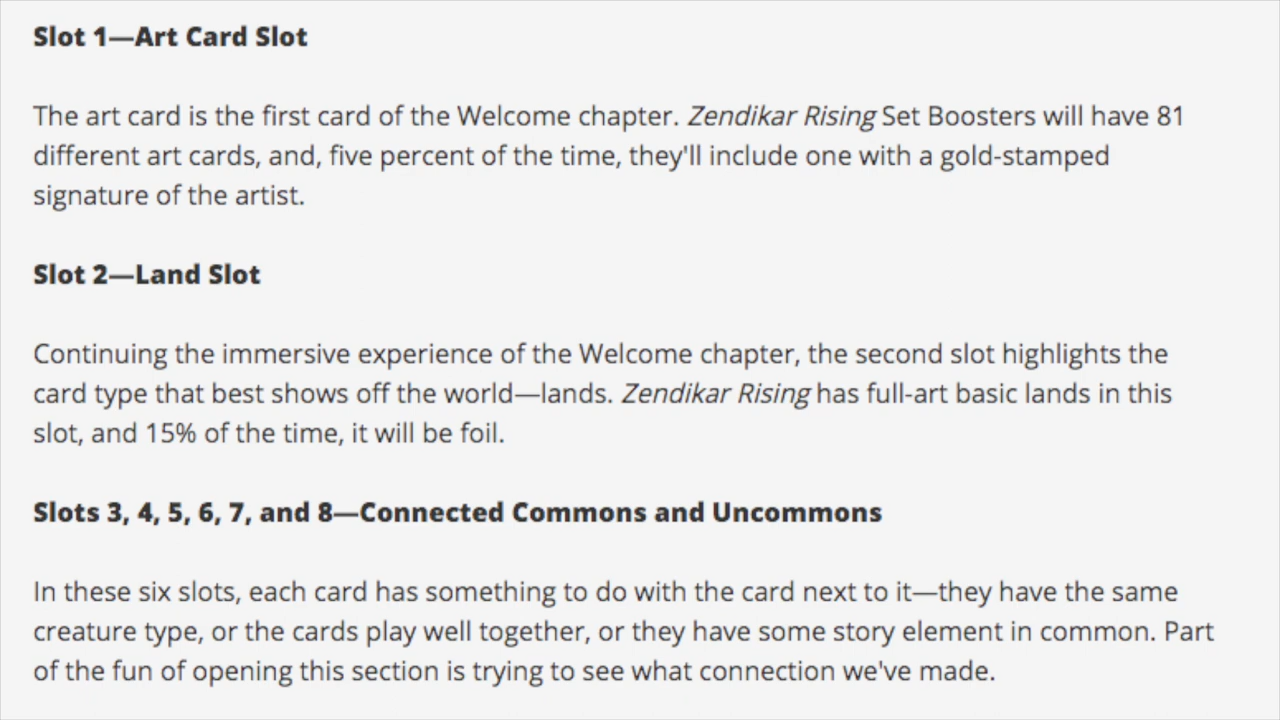 Slot 1—Art Card Slot
The art card is the first card of the Welcome chapter. Zendikar Rising Set Boosters will have 81
different art cards, and, five percent of the time, they'll include one with a gold-stamped
signature of the artist.
Slot 2—Land Slot
Continuing the immersive experience of the Welcome chapter, the second slot highlights the
card type that best shows off the world—lands. Zendikar Rising has full-art basic lands in this
slot, and 15% of the time, it will be foil.
Slots 3, 4, 5, 6, 7, and 8—Connected Commons and Uncommons
In these six slots, each card has something to do with the card next to it—they have the same
creature type, or the cards play well together, or they have some story element in common. Part
of the fun of opening this section is trying to see what connection we've made.